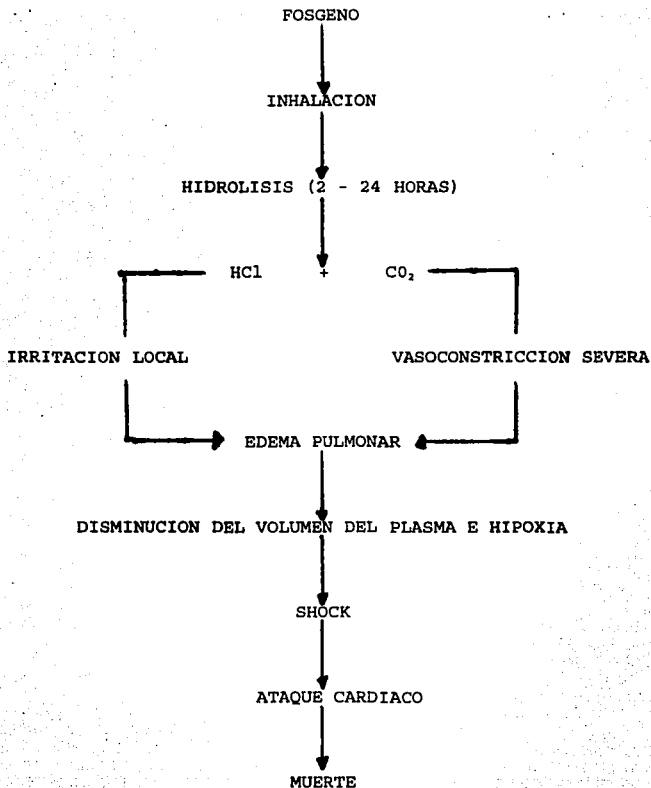 FOSGENO
INHALACION
HIDROLISIS (2 - 24 HORAS)
HCl + CO₂
IRRITACION LOCAL VASOCONSTRICCION SEVERA
EDEMA PULMONAR
DISMINUCION DEL VOLUMEN DEL PLASMA E HIPOXIA
SHOCK
ATAQUE CARDIACO
MUERTE